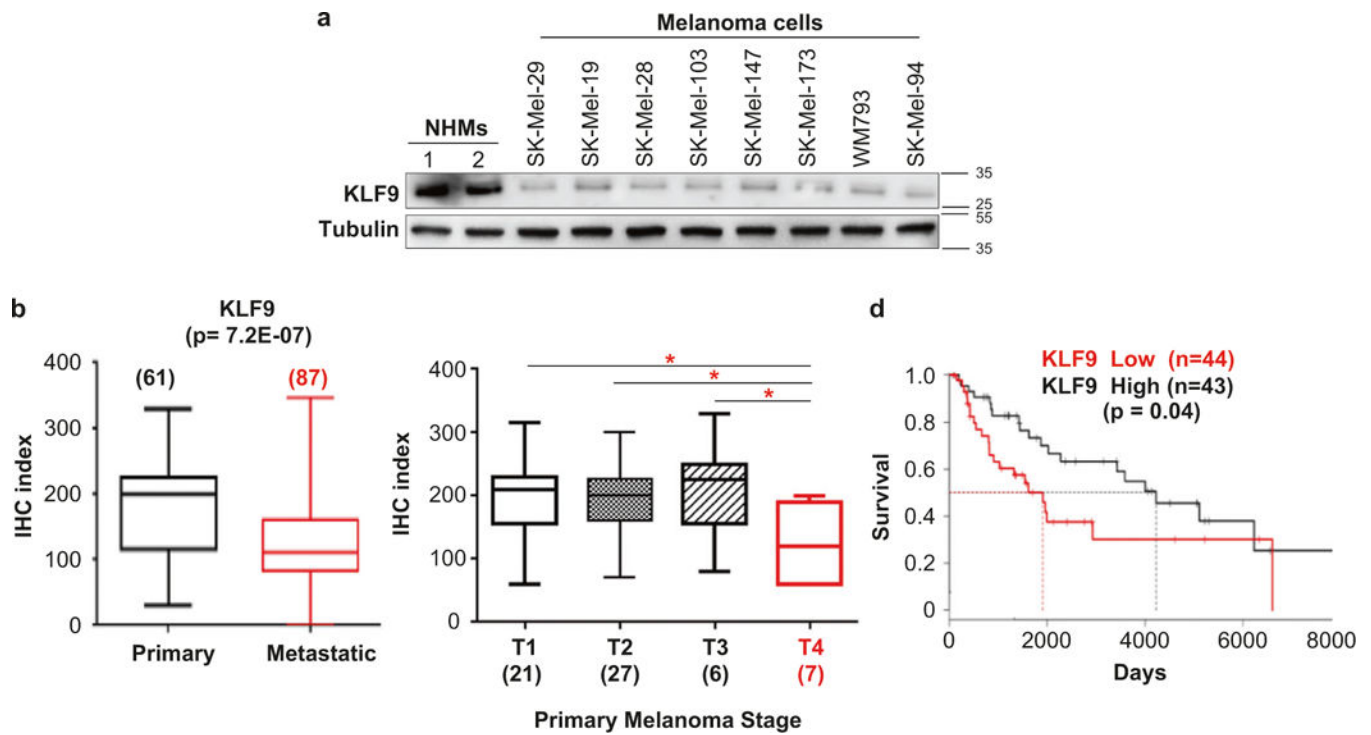 a
Melanoma cells
NHMs
1 2
SK-Mel-29
SK-Mel-19
SK-Mel-28
SK-Mel-103
SK-Mel-147
SK-Mel-173
WM793
SK-Mel-94
KLF9
35
25
Tubulin
55
35
b
KLF9
(p= 7.2E-07)
IHC index
400
300
200
100
0
(61) (87)
Primary Metastatic
IHC index
400
300
200
100
0
*
*
*
T1 T2 T3 T4
(21) (27) (6) (7)
Primary Melanoma Stage
d
KLF9 Low (n=44)
KLF9 High (n=43)
(p = 0.04)
Survival
1.0
0.8
0.6
0.4
0.2
0
0 2000 4000 6000 8000
Days